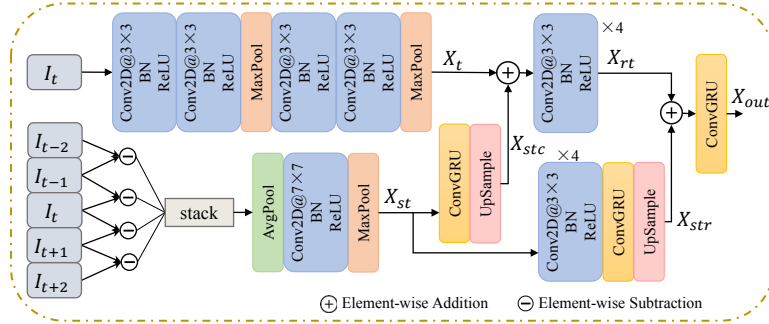 I_t
Conv2D@3×3
BN
ReLU
Conv2D@3×3
BN
ReLU
MaxPool
Conv2D@3×3
BN
ReLU
Conv2D@3×3
BN
ReLU
MaxPool
X_t
Conv2D@3×3
BN
ReLU
×4
X_rt
ConvGRU
X_out
I_{t-2}
I_{t-1}
I_t
I_{t+1}
I_{t+2}
stack
AvgPool
Conv2D@7×7
BN
ReLU
MaxPool
X_st
ConvGRU
UpSample
X_stc
×4
Conv2D@3×3
BN
ReLU
ConvGRU
UpSample
X_str
Element-wise Addition
Element-wise Subtraction